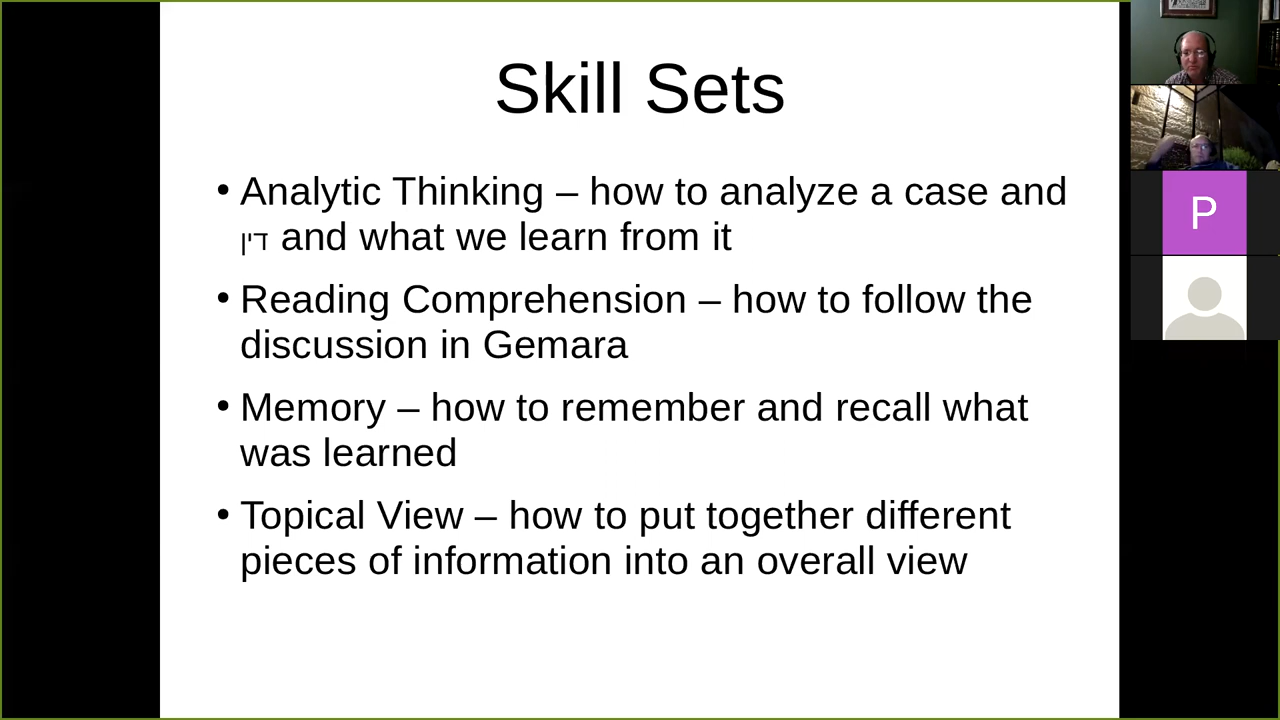 Skill Sets
• Analytic Thinking – how to analyze a case and
דין and what we learn from it
• Reading Comprehension – how to follow the
discussion in Gemara
• Memory – how to remember and recall what
was learned
• Topical View – how to put together different
pieces of information into an overall view
P